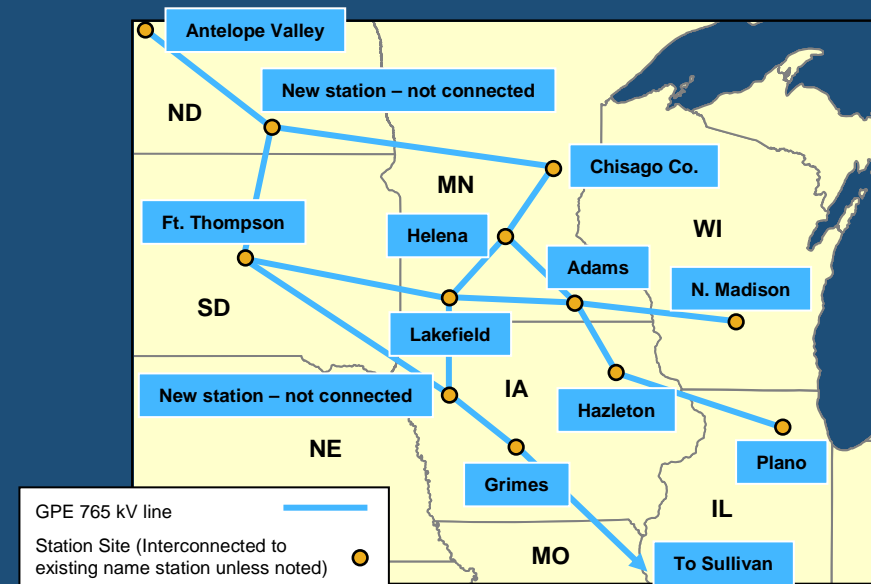 Antelope Valley
New station – not connected
ND
Chisago Co.
MN
Ft. Thompson
Helena
WI
Adams
N. Madison
SD
Lakefield
New station – not connected
IA
Hazleton
NE
Plano
Grimes
IL
GPE 765 kV line
Station Site (Interconnected to
existing name station unless noted)
MO
To Sullivan